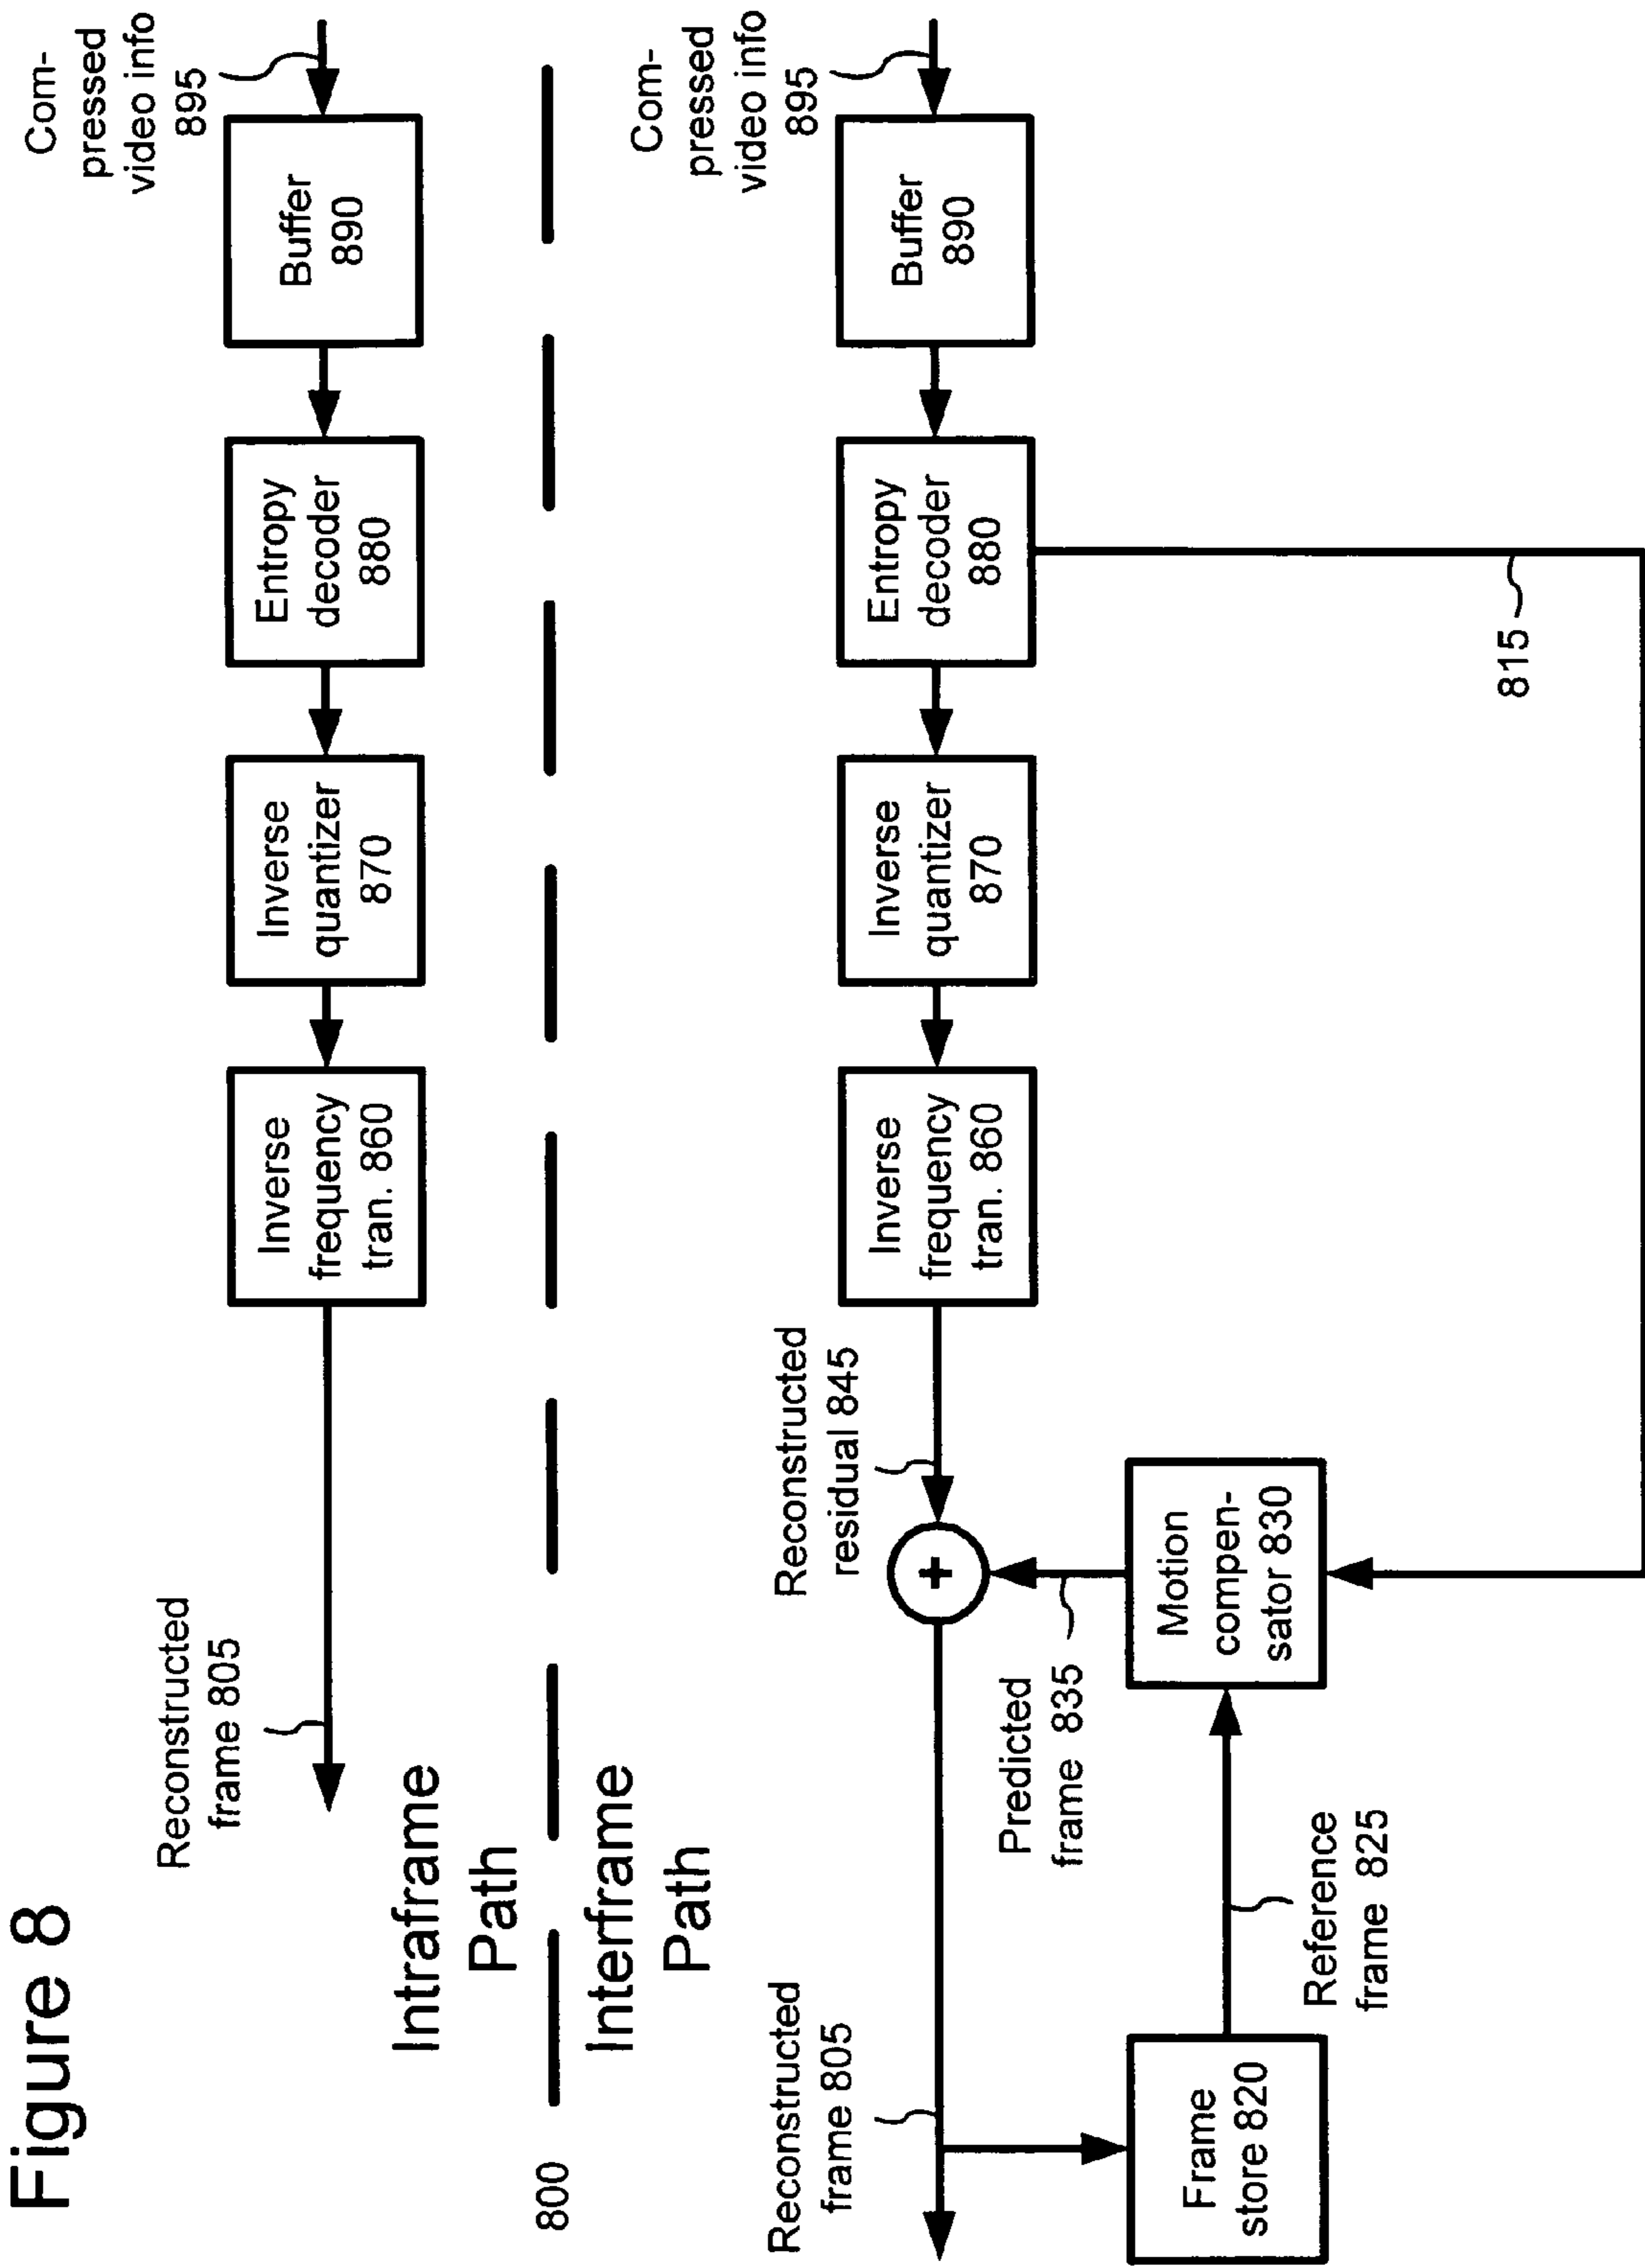 Figure 8
Reconstructed
frame 805
Inverse
frequency
tran. 860
Inverse
quantizer
870
Entropy
decoder
880
Buffer
890
Com-
pressed
video info
895
Intraframe
Path
800
Interframe
Path
Reconstructed
frame 805
Reconstructed
residual 845
+
Inverse
frequency
tran. 860
Inverse
quantizer
870
Entropy
decoder
880
Buffer
890
Com-
pressed
video info
895
Predicted
frame 835
Frame
store 820
Reference
frame 825
Motion
compen-
sator 830
815